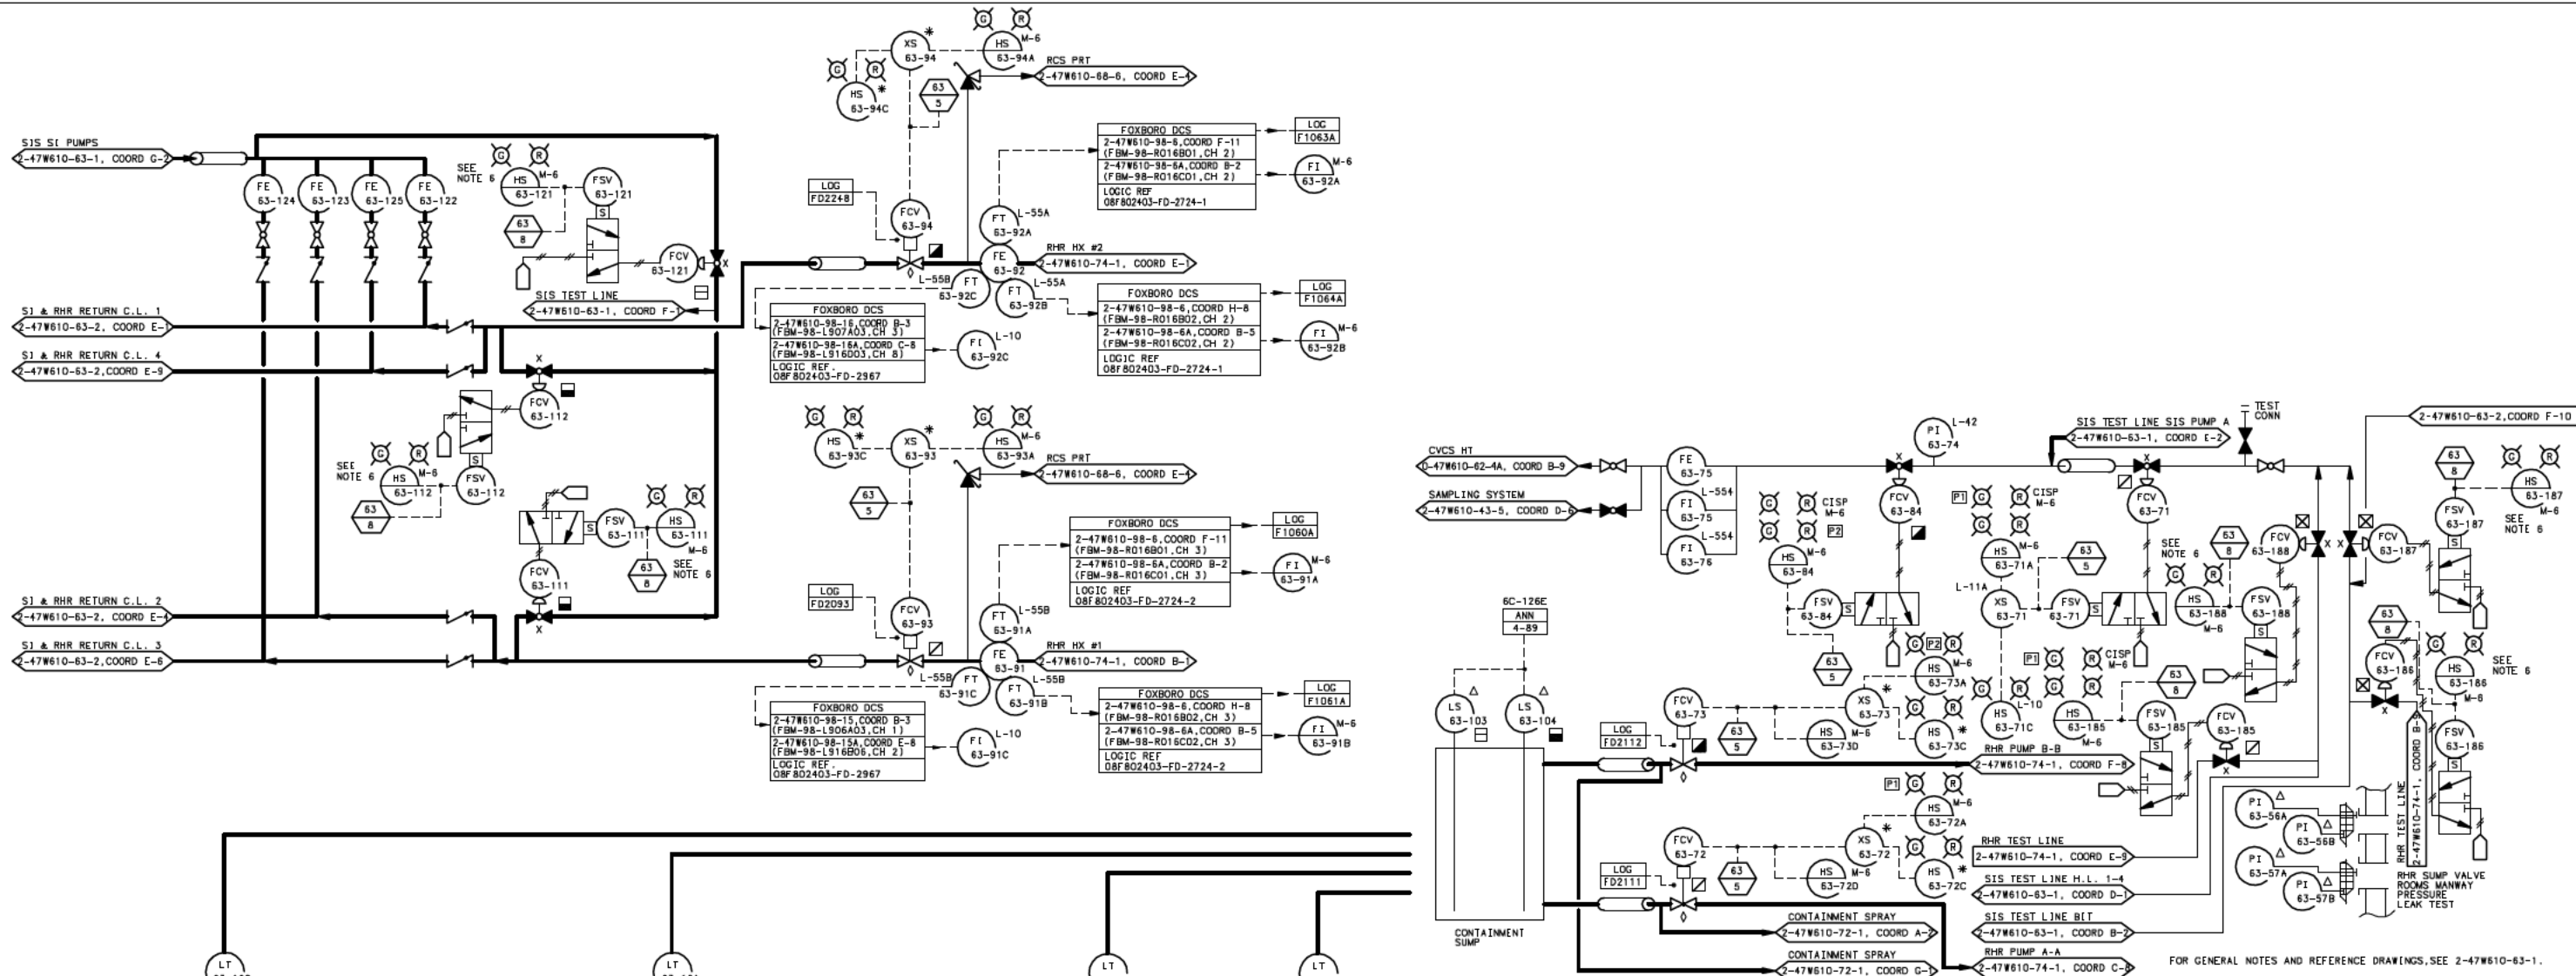 SIS SI PUMPS
2-47W610-63-1, COORD G-2
FE
63-124
FE
63-123
FE
63-125
FE
63-122
SEE
NOTE 6
G
R
HS
63-121
M-6
FSV
63-121
S
63
8
FCV
63-121
X
SIS TEST LINE
2-47W610-63-1, COORD F-1
SI & RHR RETURN C.L. 1
2-47W610-63-2, COORD E-1
SI & RHR RETURN C.L. 4
2-47W610-63-2,COORD E-9
X
FCV
63-112
S
SEE
NOTE 6
G
R
HS
63-112
M-6
FSV
63-112
63
8
S
FSV
63-111
G
R
HS
63-111
M-6
63
8
SEE
NOTE 6
FCV
63-111
X
SI & RHR RETURN C.L. 2
2-47W610-63-2, COORD E-4
SI & RHR RETURN C.L. 3
2-47W610-63-2,COORD E-6
G
R
XS
63-94
*
HS
63-94A
M-6
G
R
HS
63-94C
*
63
5
RCS PRT
2-47W610-68-6, COORD E-4
LOG
FD2248
FCV
63-94
FOXBORO DCS
2-47W610-98-6,COORD F-11
(FBM-98-R016B01,CH 2)
2-47W610-98-6A,COORD B-2
(FBM-98-R016C01,CH 2)
LOGIC REF
08F802403-FD-2724-1
LOG
F1063A
FI
63-92A
M-6
FT
63-92A
L-55A
FE
63-92
RHR HX #2
2-47W610-74-1, COORD E-1
L-55B
FT
63-92C
FT
63-92B
L-55A
FOXBORO DCS
2-47W610-98-16,COORD B-3
(FBM-98-L907A03,CH 3)
2-47W610-98-16A,COORD C-8
(FBM-98-L916D03,CH 8)
LOGIC REF.
08F802403-FD-2967
FI
63-92C
L-10
FOXBORO DCS
2-47W610-98-6,COORD H-8
(FBM-98-R016B02,CH 2)
2-47W610-98-6A,COORD B-5
(FBM-98-R016C02,CH 2)
LOGIC REF
08F802403-FD-2724-1
LOG
F1064A
FI
63-92B
M-6
G
R
HS
63-93C
*
XS
63-93
*
G
R
HS
63-93A
M-6
63
5
RCS PRT
2-47W610-68-6, COORD E-4
LOG
FD2093
FCV
63-93
FOXBORO DCS
2-47W610-98-6,COORD F-11
(FBM-98-R016B01,CH 3)
2-47W610-98-6A,COORD B-2
(FBM-98-R016C01,CH 3)
LOGIC REF
08F802403-FD-2724-2
LOG
F1060A
FI
63-91A
M-6
FT
63-91A
L-55B
FE
63-91
RHR HX #1
2-47W610-74-1, COORD B-1
L-55B
FT
63-91C
FT
63-91B
L-55B
FOXBORO DCS
2-47W610-98-15,COORD B-3
(FBM-98-L906A03,CH 1)
2-47W610-98-15A,COORD E-8
(FBM-98-L916B06,CH 2)
LOGIC REF.
08F802403-FD-2967
FI
63-91C
L-10
FOXBORO DCS
2-47W610-98-6,COORD H-8
(FBM-98-R016B02,CH 3)
2-47W610-98-6A,COORD B-5
(FBM-98-R016C02,CH 3)
LOGIC REF
08F802403-FD-2724-2
LOG
F1061A
FI
63-91B
M-6
LT
LT
LT
LT
CVCS HT
0-47W610-62-4A, COORD B-9
SAMPLING SYSTEM
2-47W610-43-5, COORD D-6
FE
63-75
L-554
FI
63-75
L-554
FI
63-76
X
FCV
63-84
PI
63-74
L-42
SIS TEST LINE SIS PUMP A
2-47W610-63-1, COORD E-2
TEST
CONN
X
FCV
63-71
2-47W610-63-2,COORD F-10
G
R
CISP
M-6
G
R
P2
HS
63-84
M-6
FSV
63-84
S
63
5
P1
G
R
CISP
M-6
G
R
HS
63-71A
M-6
L-11A
XS
63-71
63
5
FSV
63-71
S
G
R
L-10
HS
63-71C
SEE
NOTE 6
63
8
G
R
HS
63-188
M-6
FSV
63-188
S
FCV
63-188
X
X
FCV
63-187
63
8
G
R
HS
63-187
M-6
SEE
NOTE 6
FSV
63-187
S
63
8
FCV
63-186
X
G
R
HS
63-186
M-6
SEE
NOTE 6
FSV
63-186
S
P1
G
R
CISP
M-6
G
R
HS
63-185
M-6
63
8
FSV
63-185
S
FCV
63-185
X
6C-126E
ANN
4-89
LS
63-103
LS
63-104
CONTAINMENT
SUMP
LOG
FD2112
FCV
63-73
63
5
XS
63-73
*
HS
63-73D
M-6
G
P2
R
HS
63-73A
M-6
G
R
HS
63-73C
*
RHR PUMP B-B
2-47W610-74-1, COORD F-8
LOG
FD2111
FCV
63-72
63
5
XS
63-72
*
HS
63-72D
M-6
P1
G
R
HS
63-72A
M-6
G
R
HS
63-72C
*
RHR TEST LINE
2-47W610-74-1, COORD E-9
SIS TEST LINE H.L. 1-4
2-47W610-63-1, COORD D-1
SIS TEST LINE BIT
2-47W610-63-1, COORD B-2
RHR PUMP A-A
2-47W610-74-1, COORD C-8
CONTAINMENT SPRAY
2-47W610-72-1, COORD A-2
CONTAINMENT SPRAY
2-47W610-72-1, COORD G-1
PI
63-56A
PI
63-56B
PI
63-57A
PI
63-57B
RHR TEST LINE
2-47W610-74-1, COORD B-9
RHR SUMP VALVE
ROOMS MANWAY
PRESSURE
LEAK TEST
FOR GENERAL NOTES AND REFERENCE DRAWINGS,SEE 2-47W610-63-1.